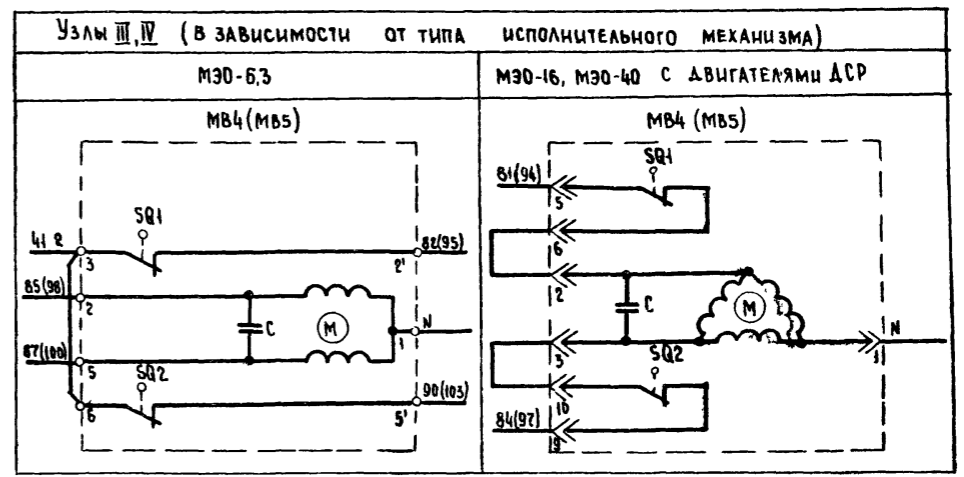 Узлы III, IV (в зависимости от типа исполнительного механизма)
МЭО-6,3
МЭО-16, МЭО-40 с двигателями ДСР
МВ4(МВ5)
SQ1
41 2
3
82(95)
2'
85(98)
2
C
М
1
N
87(100)
5
SQ2
6
90(103)
5'
МВ4 (МВ5)
SQ1
81(94)
5
6
2
C
М
N
1
3
SQ2
10
84(97)
9